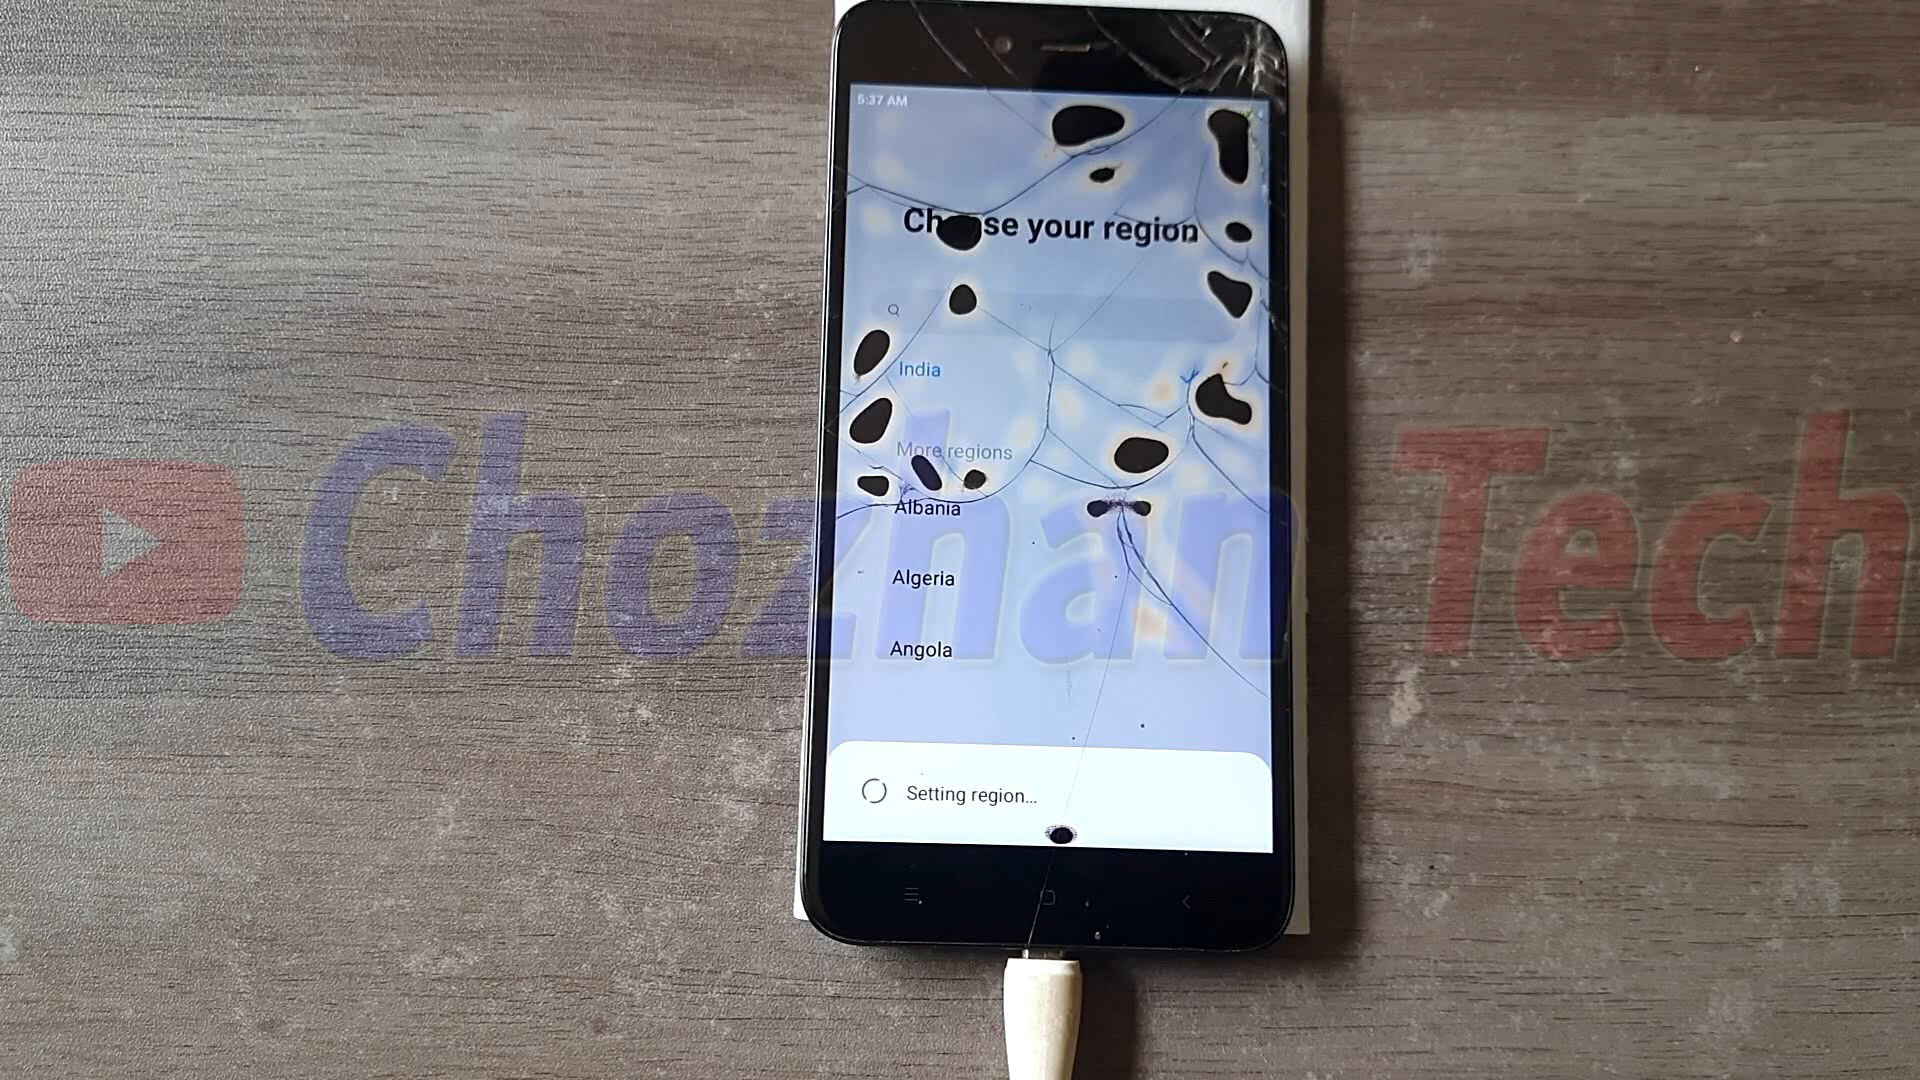 5:37 AM
Choose your region
India
More regions
Albania
Algeria
Angola
Setting region...
Chozhan Tech